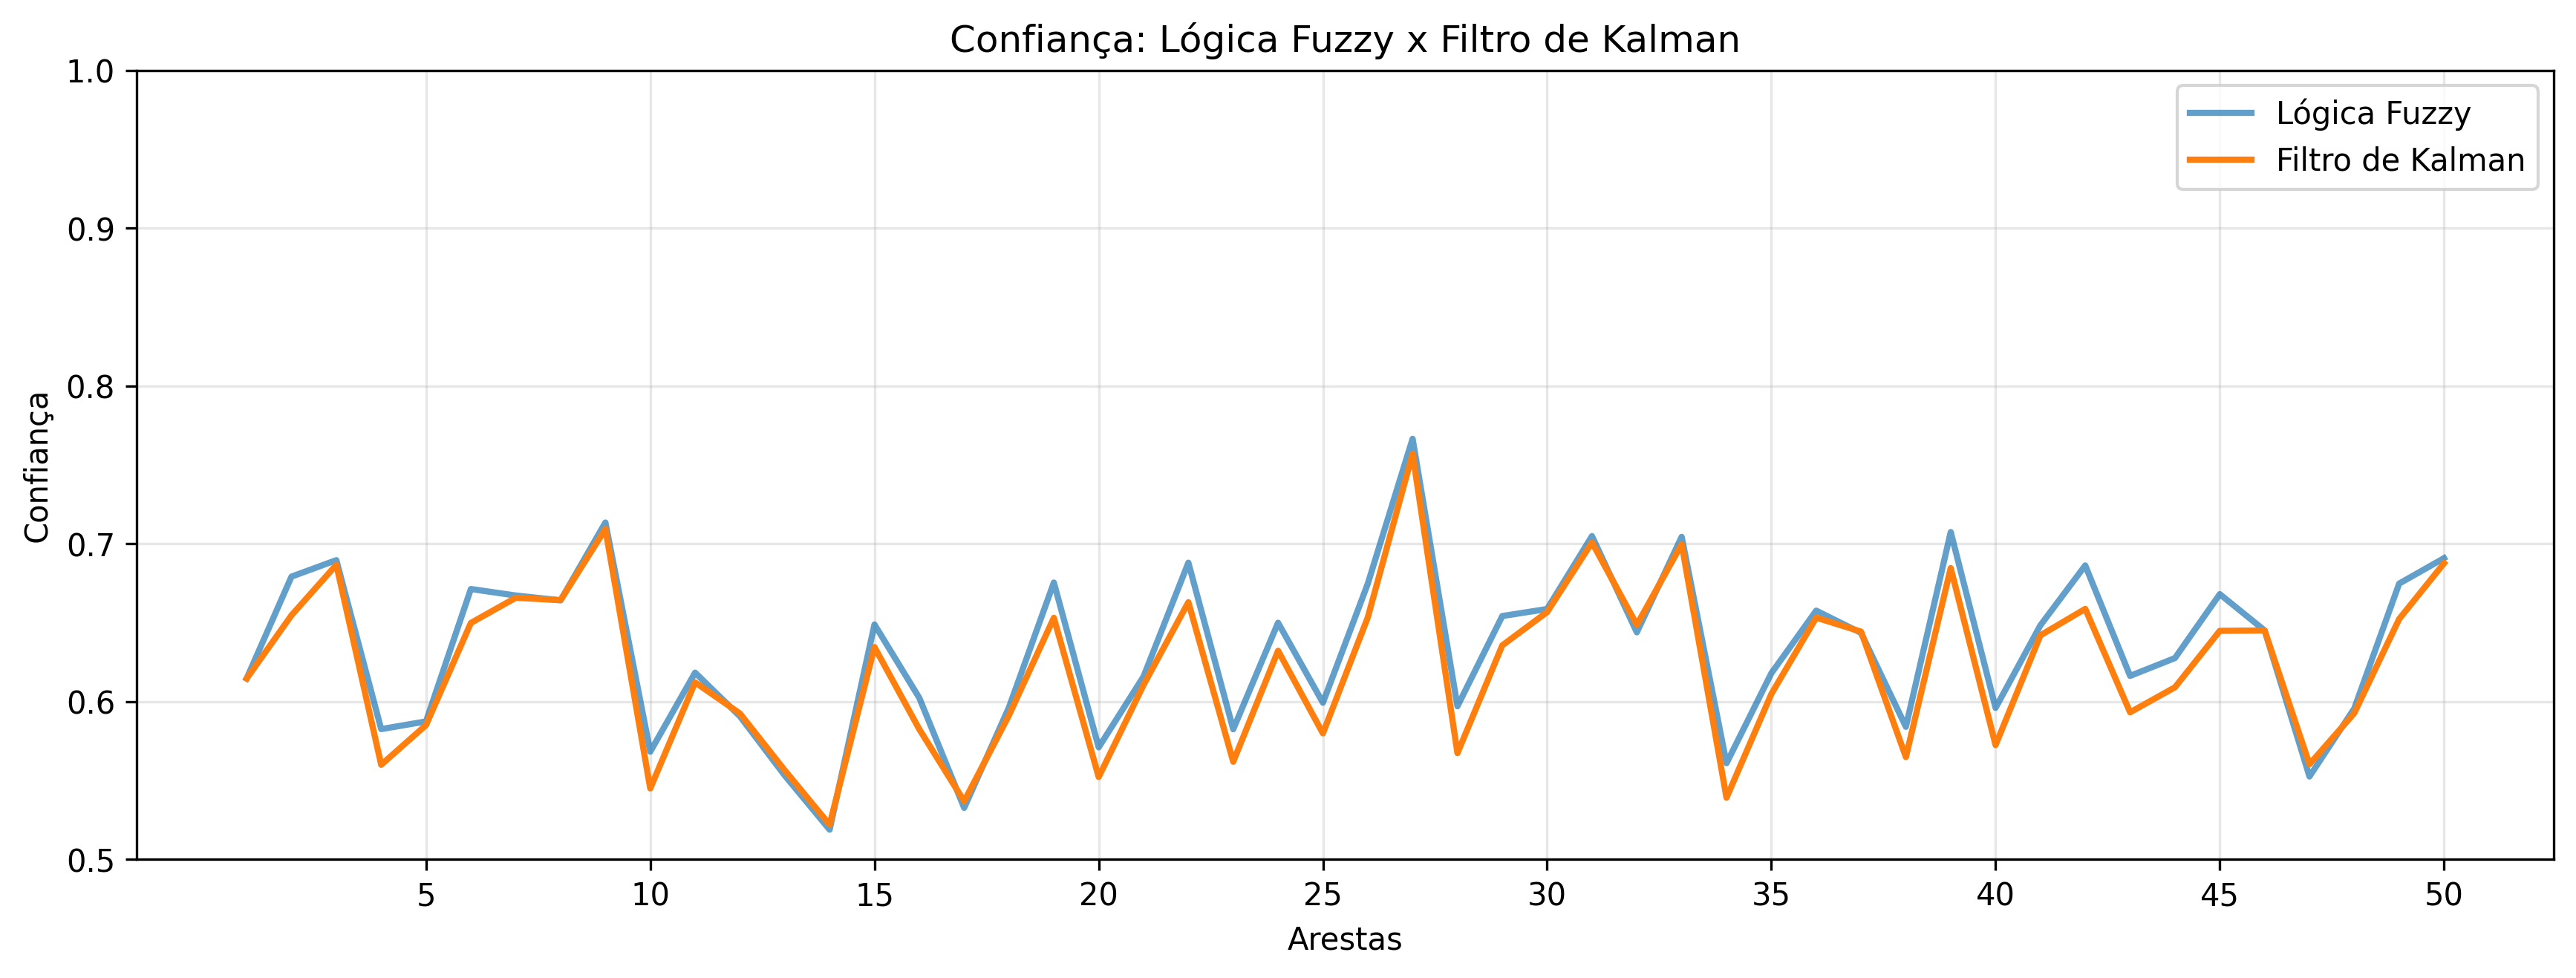 Confiança: Lógica Fuzzy x Filtro de Kalman
1.0
0.9
0.8
0.7
0.6
0.5
Confiança
Lógica Fuzzy
Filtro de Kalman
5 10 15 20 25 30 35 40 45 50
Arestas